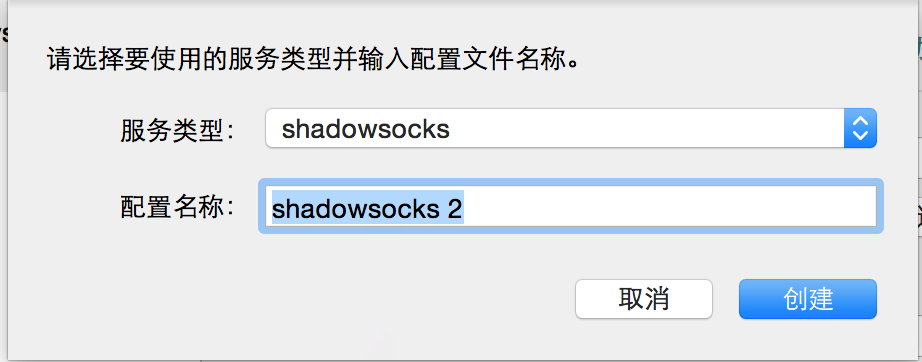 请选择要使用的服务类型并输入配置文件名称。
服务类型： shadowsocks
配置名称： shadowsocks 2
取消 创建